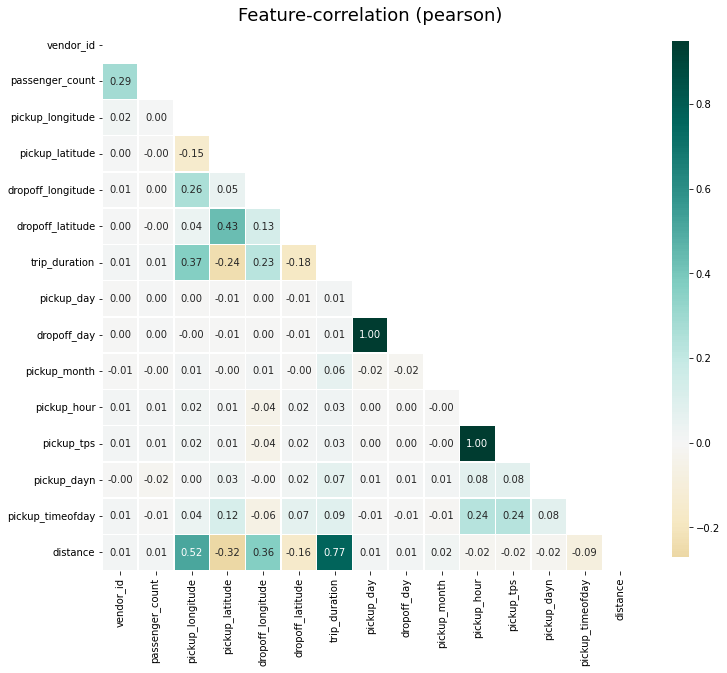 Feature-correlation (pearson)
vendor_id
passenger_count 0.29
pickup_longitude 0.02 0.00
pickup_latitude 0.00 -0.00 -0.15
dropoff_longitude 0.01 0.00 0.26 0.05
dropoff_latitude 0.00 -0.00 0.04 0.43 0.13
trip_duration 0.01 0.01 0.37 -0.24 0.23 -0.18
pickup_day 0.00 0.00 0.00 -0.01 0.00 -0.01 0.01
dropoff_day 0.00 0.00 -0.00 -0.01 0.00 -0.01 0.01 1.00
pickup_month -0.01 -0.00 0.01 -0.00 0.01 -0.00 0.06 -0.02 -0.02
pickup_hour 0.01 0.01 0.02 0.01 -0.04 0.02 0.03 0.00 0.00 -0.00
pickup_tps 0.01 0.01 0.02 0.01 -0.04 0.02 0.03 0.00 0.00 -0.00 1.00
pickup_dayn -0.00 -0.02 0.00 0.03 -0.00 0.02 0.07 0.01 0.01 0.01 0.08 0.08
pickup_timeofday 0.01 -0.01 0.04 0.12 -0.06 0.07 0.09 -0.01 -0.01 -0.01 0.24 0.24 0.08
distance 0.01 0.01 0.52 -0.32 0.36 -0.16 0.77 0.01 0.01 0.02 -0.02 -0.02 -0.02 -0.09
vendor_id
passenger_count
pickup_longitude
pickup_latitude
dropoff_longitude
dropoff_latitude
trip_duration
pickup_day
dropoff_day
pickup_month
pickup_hour
pickup_tps
pickup_dayn
pickup_timeofday
distance
0.8
0.6
0.4
0.2
0.0
−0.2